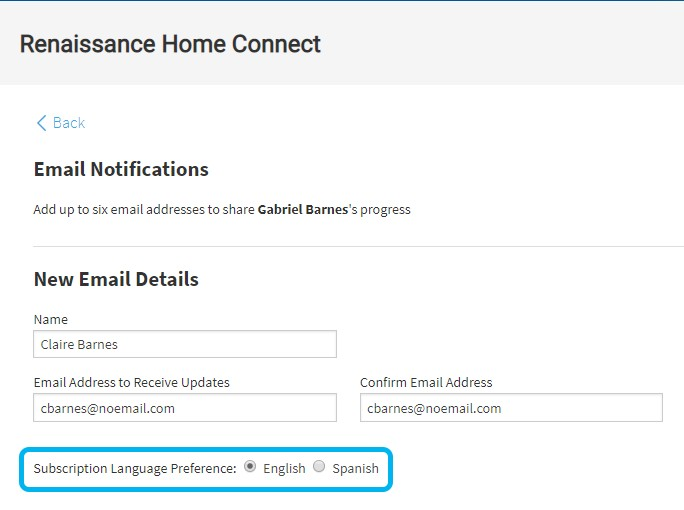 Renaissance Home Connect
Back
Email Notifications
Add up to six email addresses to share Gabriel Barnes's progress
New Email Details
Name
Claire Barnes
Email Address to Receive Updates Confirm Email Address
cbarnes@noemail.com cbarnes@noemail.com
Subscription Language Preference: English Spanish